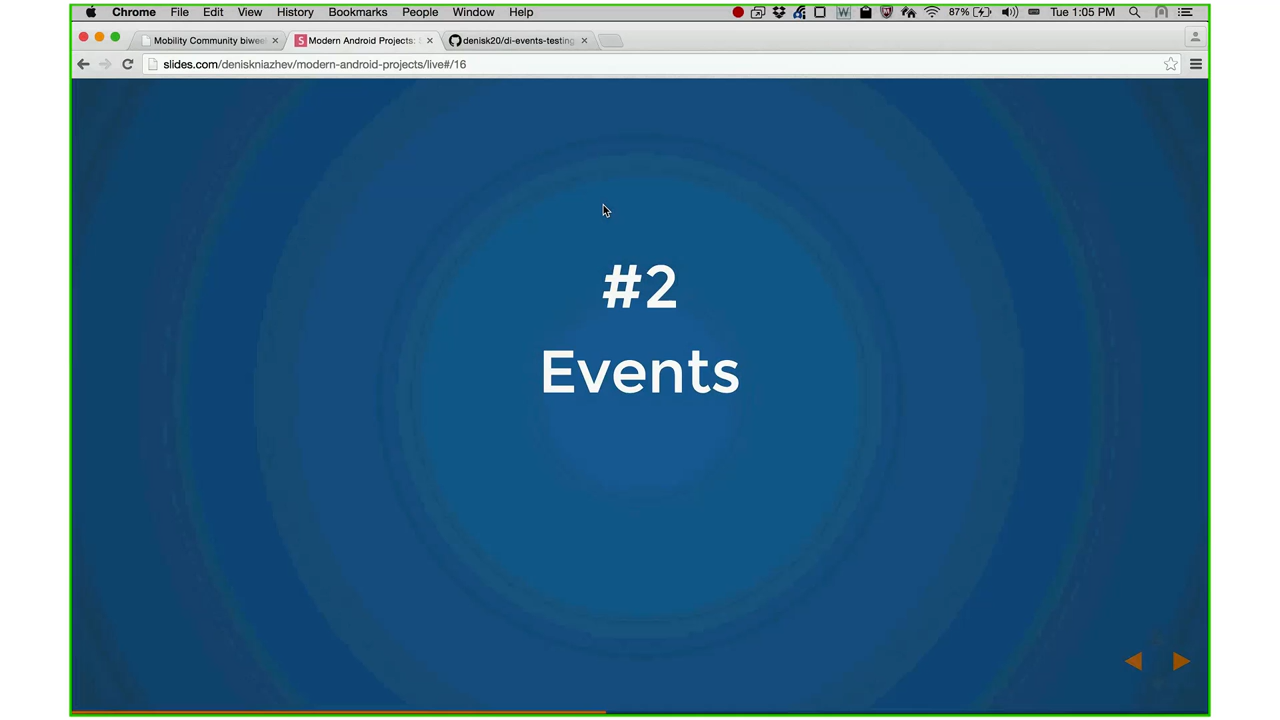 Chrome File Edit View History Bookmarks People Window Help 87% Tue 1:05 PM
Mobility Community biwee Modern Android Projects: denisk20/di-events-testing
slides.com/deniskniazhev/modern-android-projects/live#/16
#2
Events